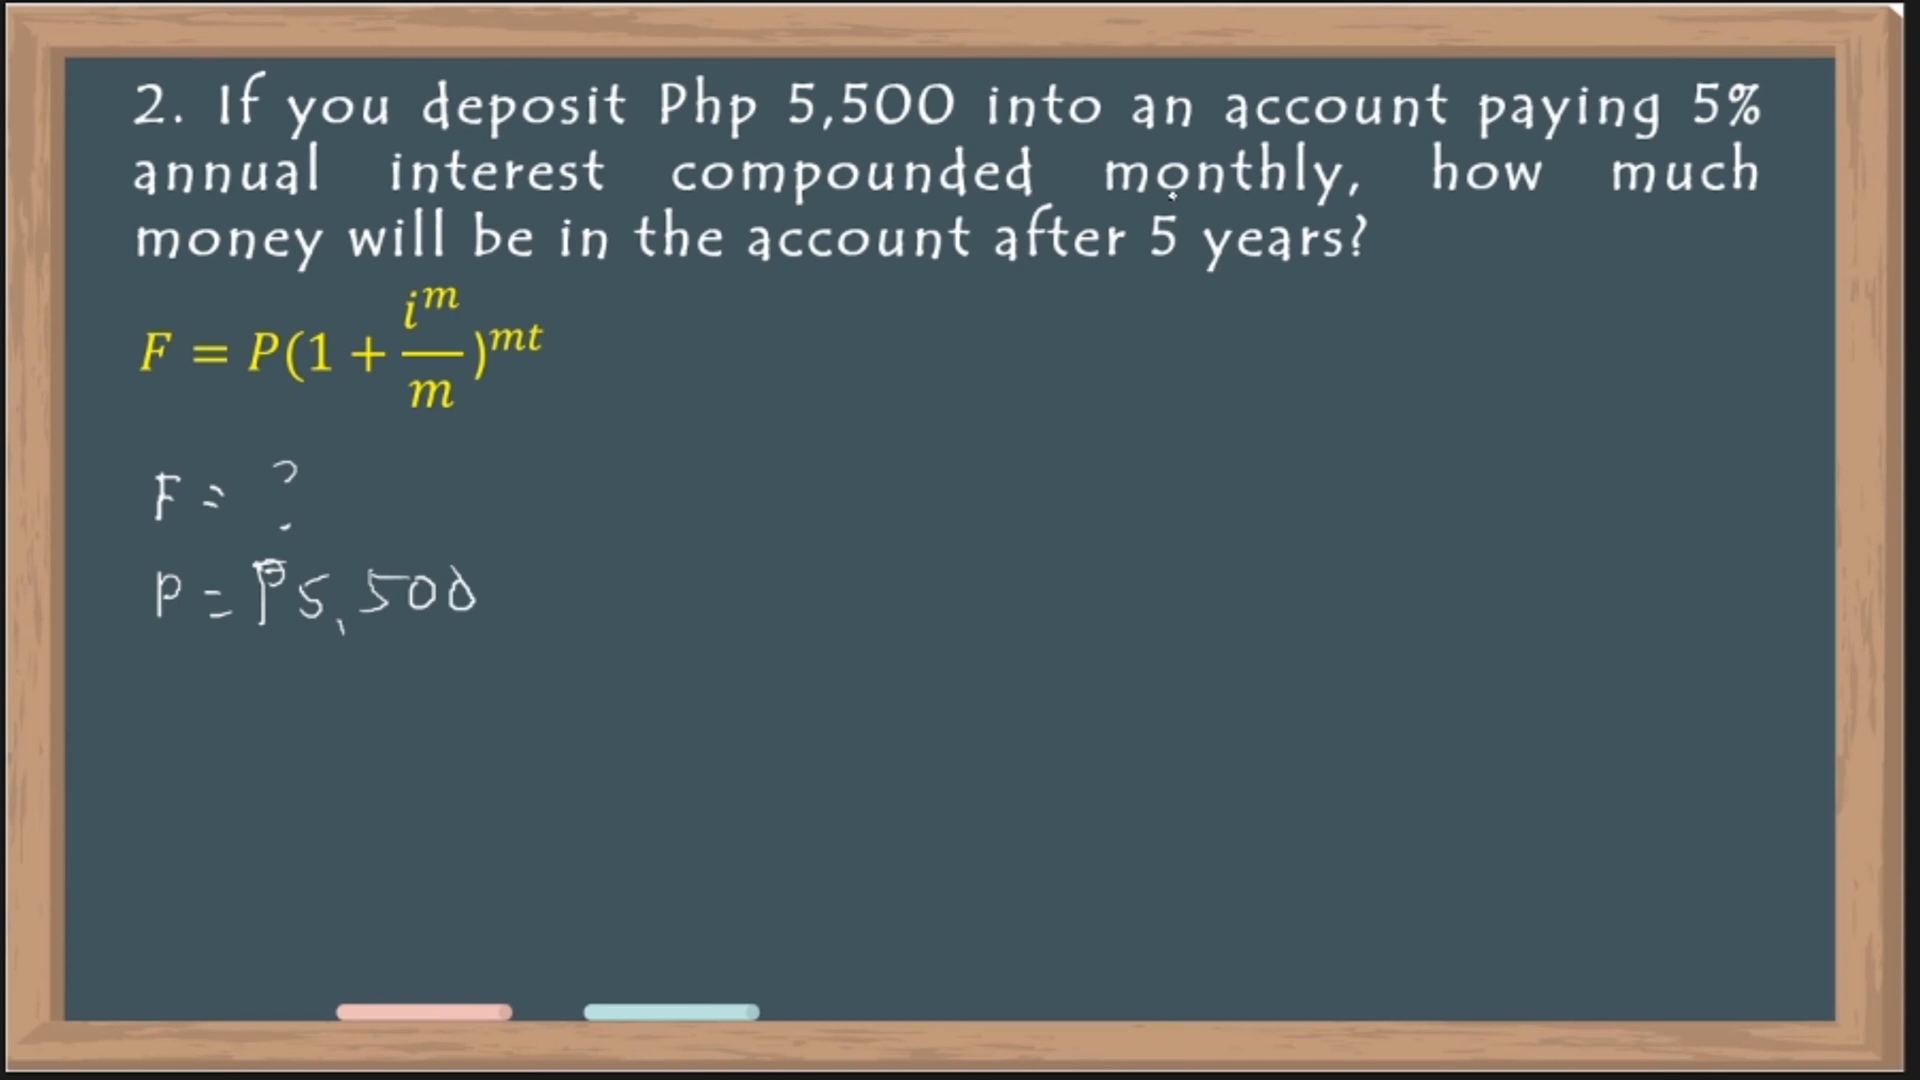 2. If you deposit Php 5,500 into an account paying 5%
annual interest compounded monthly, how much
money will be in the account after 5 years?
F = P(1 + i^m/m)^mt
F = ?
P = ₱5,500